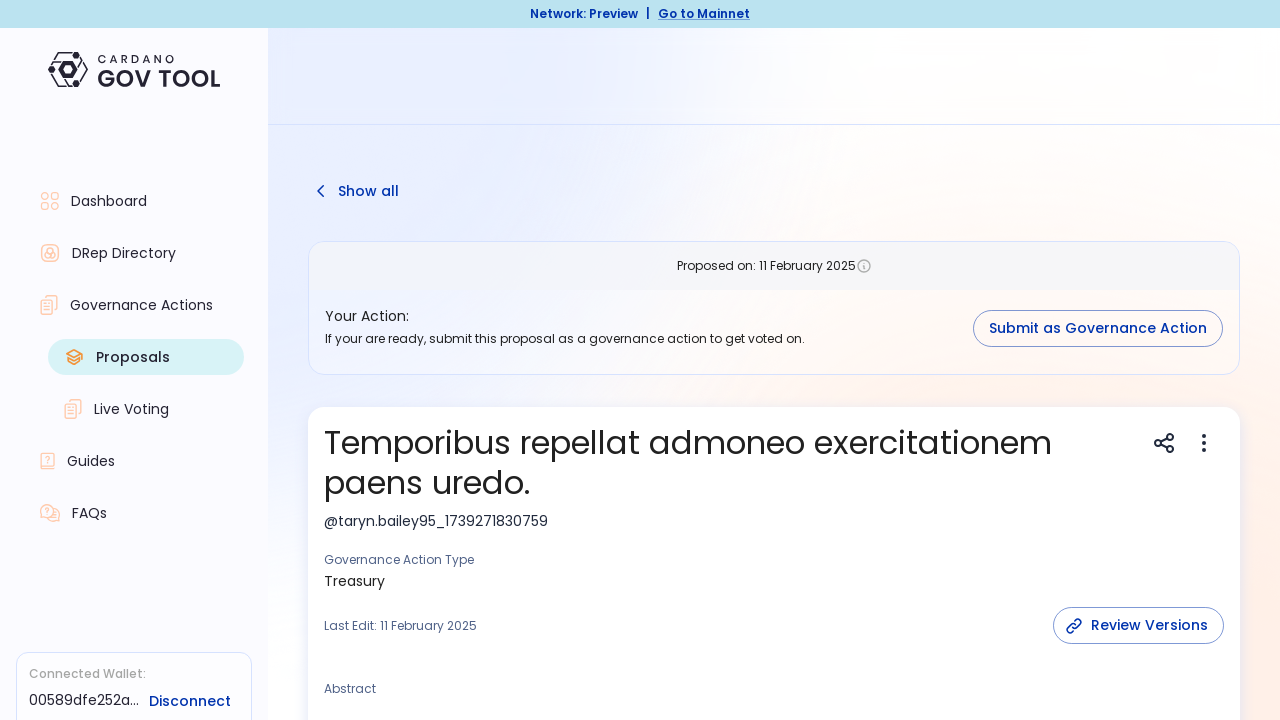 Network: Preview | Go to Mainnet
CARDANO
GOV TOOL
Dashboard
DRep Directory
Governance Actions
Proposals
Live Voting
Guides
FAQs
Connected Wallet:
00589dfe252a... Disconnect
Show all
Proposed on: 11 February 2025
Your Action:
If your are ready, submit this proposal as a governance action to get voted on.
Submit as Governance Action
Temporibus repellat admoneo exercitationem
paens uredo.
@taryn.bailey95_1739271830759
Governance Action Type
Treasury
Last Edit: 11 February 2025
Review Versions
Abstract